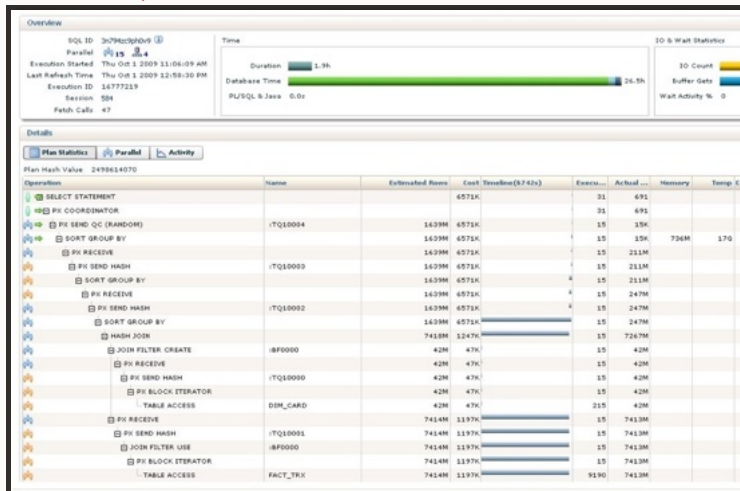 Overview
SQL ID 3n794zc9ph0v9
Parallel 15 4
Execution Started Thu Oct 1 2009 11:06:09 AM
Last Refresh Time Thu Oct 1 2009 12:58:30 PM
Execution ID 16777219
Session 584
Fetch Calls 47
Time
Duration 1.9h
Database Time 26.5h
PL/SQL & Java 0.0s
IO & Wait Statistics
IO Count
Buffer Gets
Wait Activity % 0
Details
Plan Statistics Parallel Activity
Plan Hash Value 2498614070
Operation Name Estimated Rows Cost Timeline(6742s) Execu... Actual ... Memory Temp
SELECT STATEMENT 6571K 31 691
PX COORDINATOR 31 691
PX SEND QC (RANDOM) :TQ10004 1639M 6571K 15 15K
SORT GROUP BY 1639M 6571K 15 15K 736M 17G
PX RECEIVE 1639M 6571K 15 211M
PX SEND HASH :TQ10003 1639M 6571K 15 211M
SORT GROUP BY 1639M 6571K 15 211M
PX RECEIVE 1639M 6571K 15 247M
PX SEND HASH :TQ10002 1639M 6571K 15 247M
SORT GROUP BY 1639M 6571K 15 247M
HASH JOIN 7418M 1247K 15 7267M
JOIN FILTER CREATE :BF0000 42M 47K 15 42M
PX RECEIVE 42M 47K 15 42M
PX SEND HASH :TQ10000 42M 47K 15 42M
PX BLOCK ITERATOR 42M 47K 15 42M
TABLE ACCESS DIM_CARD 42M 47K 215 42M
PX RECEIVE 7414M 1197K 15 7413M
PX SEND HASH :TQ10001 7414M 1197K 15 7413M
JOIN FILTER USE :BF0000 7414M 1197K 15 7413M
PX BLOCK ITERATOR 7414M 1197K 15 7413M
TABLE ACCESS FACT_TRX 7414M 1197K 9190 7413M